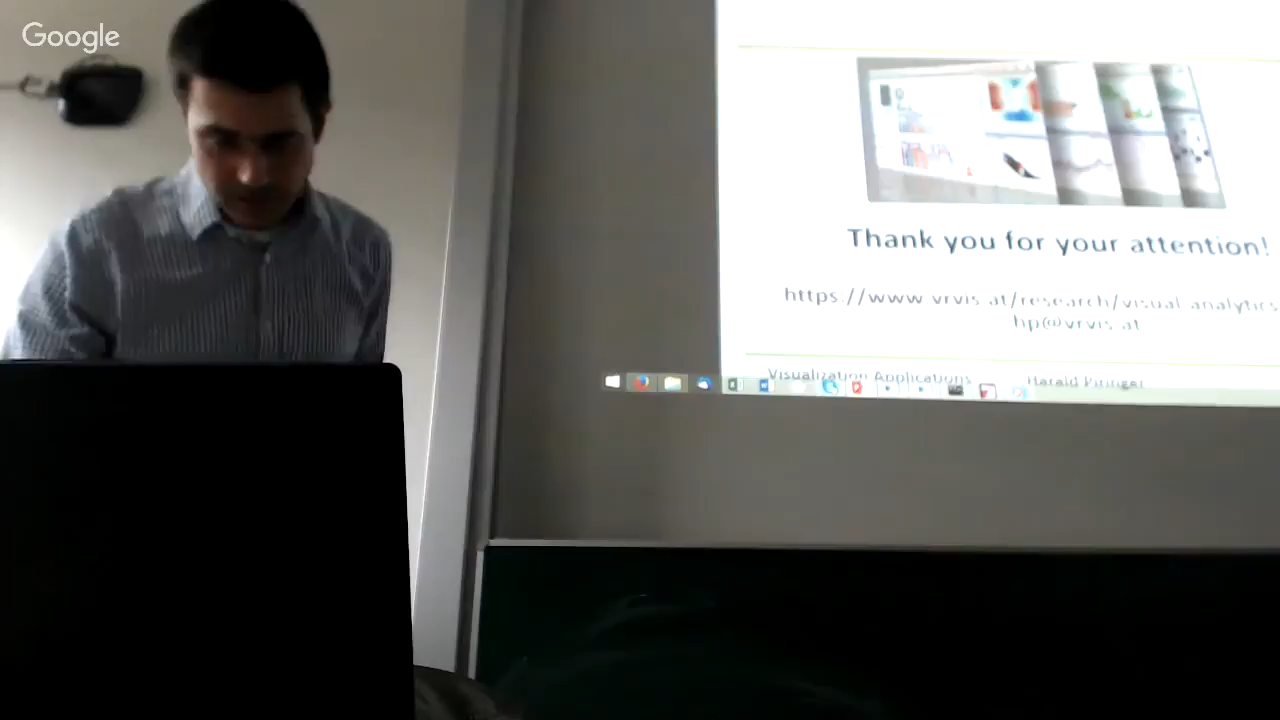 Google
Thank you for your attention!
https://www.vrvis.at/research/visual-analytics
hp@vrvis.at
Visualization Applications
Harald Piringer